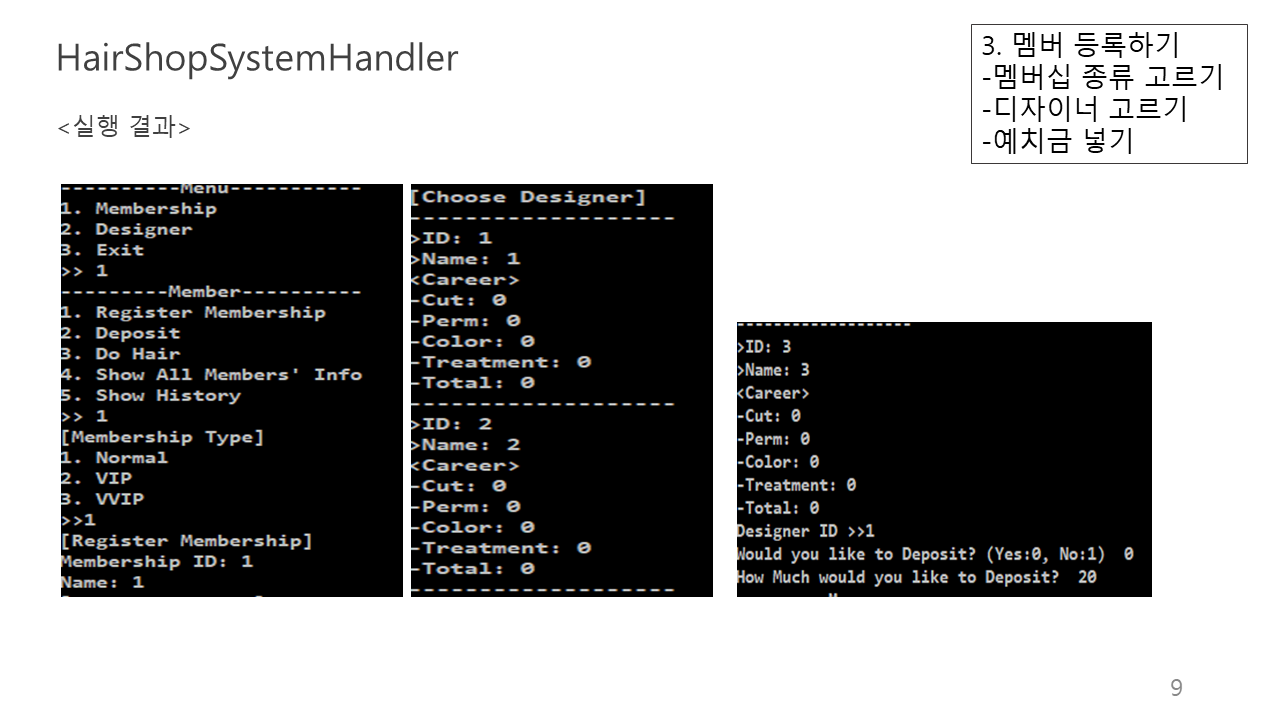 HairShopSystemHandler
3. 멤버 등록하기
-멤버십 종류 고르기
-디자이너 고르기
-예치금 넣기
<실행 결과>
----------Menu-----------
1. Membership
2. Designer
3. Exit
>> 1
---------Member----------
1. Register Membership
2. Deposit
3. Do Hair
4. Show All Members' Info
5. Show History
>> 1
[Membership Type]
1. Normal
2. VIP
3. VVIP
>>1
[Register Membership]
Membership ID: 1
Name: 1
[Choose Designer]
-------------------
>ID: 1
>Name: 1
<Career>
-Cut: 0
-Perm: 0
-Color: 0
-Treatment: 0
-Total: 0
-------------------
>ID: 2
>Name: 2
<Career>
-Cut: 0
-Perm: 0
-Color: 0
-Treatment: 0
-Total: 0
-------------------
-------------------
>ID: 3
>Name: 3
<Career>
-Cut: 0
-Perm: 0
-Color: 0
-Treatment: 0
-Total: 0
Designer ID >>1
Would you like to Deposit? (Yes:0, No:1)  0
How Much would you like to Deposit?  20
9